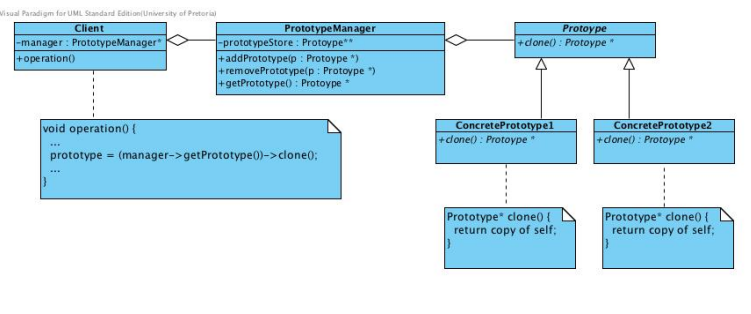 Visual Paradigm for UML Standard Edition(University of Pretoria)
Client
-manager : PrototypeManager*
+operation()
PrototypeManager
-prototypeStore : Protoype**
+addPrototype(p : Protoype *)
+removePrototype(p : Protoype *)
+getPrototype() : Protoype *
Protoype
+clone() : Protoype *
void operation() {
...
prototype = (manager->getPrototype())->clone();
...
}
ConcretePrototype1
+clone() : Protoype *
ConcretePrototype2
+clone() : Protoype *
Prototype* clone() {
return copy of self;
}
Prototype* clone() {
return copy of self;
}